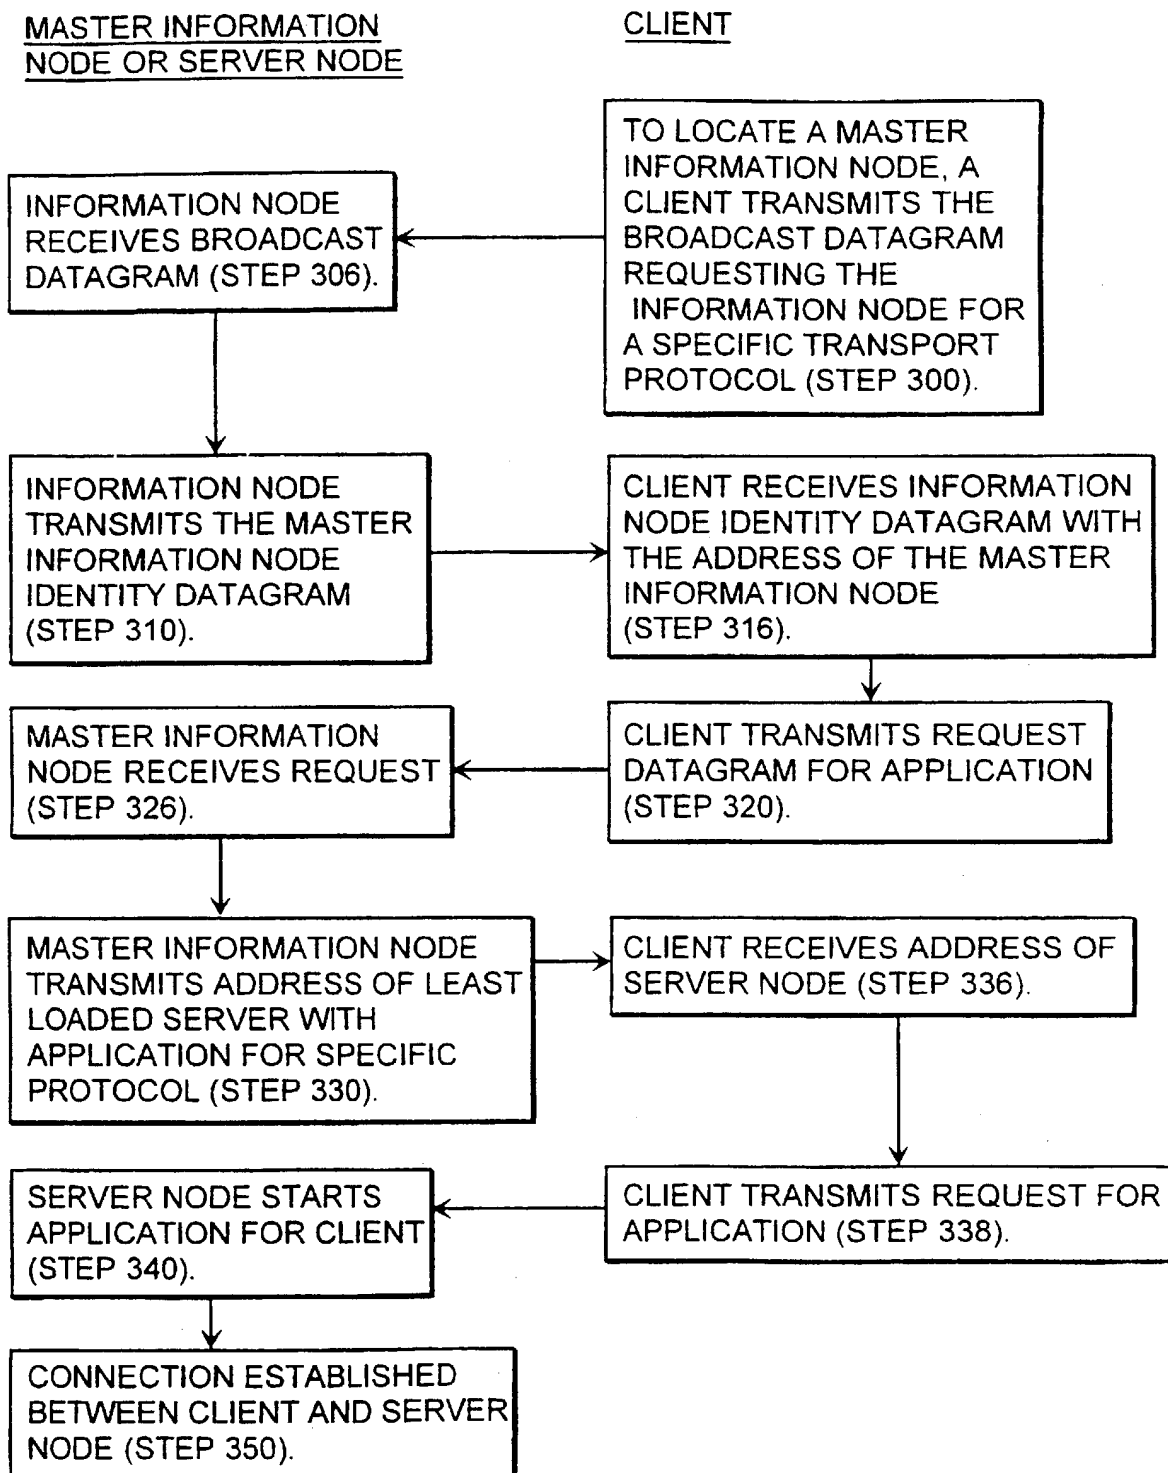 MASTER INFORMATION
NODE OR SERVER NODE
CLIENT
TO LOCATE A MASTER
INFORMATION NODE, A
CLIENT TRANSMITS THE
BROADCAST DATAGRAM
REQUESTING THE
INFORMATION NODE FOR
A SPECIFIC TRANSPORT
PROTOCOL (STEP 300).
INFORMATION NODE
RECEIVES BROADCAST
DATAGRAM (STEP 306).
INFORMATION NODE
TRANSMITS THE MASTER
INFORMATION NODE
IDENTITY DATAGRAM
(STEP 310).
CLIENT RECEIVES INFORMATION
NODE IDENTITY DATAGRAM WITH
THE ADDRESS OF THE MASTER
INFORMATION NODE
(STEP 316).
CLIENT TRANSMITS REQUEST
DATAGRAM FOR APPLICATION
(STEP 320).
MASTER INFORMATION
NODE RECEIVES REQUEST
(STEP 326).
MASTER INFORMATION NODE
TRANSMITS ADDRESS OF LEAST
LOADED SERVER WITH
APPLICATION FOR SPECIFIC
PROTOCOL (STEP 330).
CLIENT RECEIVES ADDRESS OF
SERVER NODE (STEP 336).
CLIENT TRANSMITS REQUEST FOR
APPLICATION (STEP 338).
SERVER NODE STARTS
APPLICATION FOR CLIENT
(STEP 340).
CONNECTION ESTABLISHED
BETWEEN CLIENT AND SERVER
NODE (STEP 350).